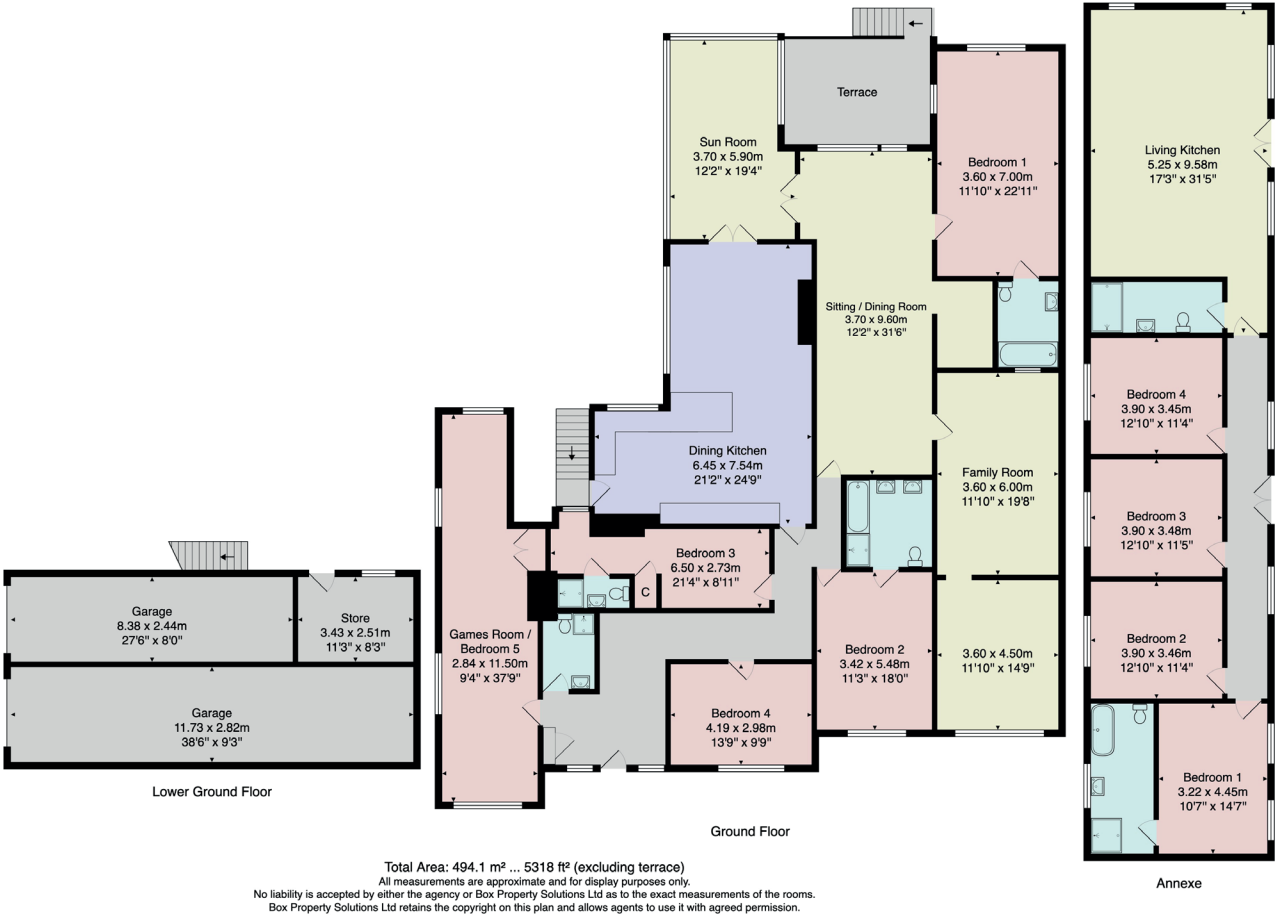 Terrace
Sun Room
3.70 x 5.90m
12'2" x 19'4"
Bedroom 1
3.60 x 7.00m
11'10" x 22'11"
Living Kitchen
5.25 x 9.58m
17'3" x 31'5"
Sitting / Dining Room
3.70 x 9.60m
12'2" x 31'6"
Bedroom 4
3.90 x 3.45m
12'10" x 11'4"
Dining Kitchen
6.45 x 7.54m
21'2" x 24'9"
Family Room
3.60 x 6.00m
11'10" x 19'8"
Bedroom 3
3.90 x 3.48m
12'10" x 11'5"
Bedroom 3
6.50 x 2.73m
21'4" x 8'11"
C
Garage
8.38 x 2.44m
27'6" x 8'0"
Store
3.43 x 2.51m
11'3" x 8'3"
Games Room /
Bedroom 5
2.84 x 11.50m
9'4" x 37'9"
Bedroom 2
3.42 x 5.48m
11'3" x 18'0"
3.60 x 4.50m
11'10" x 14'9"
Bedroom 2
3.90 x 3.46m
12'10" x 11'4"
Garage
11.73 x 2.82m
38'6" x 9'3"
Bedroom 4
4.19 x 2.98m
13'9" x 9'9"
Bedroom 1
3.22 x 4.45m
10'7" x 14'7"
Lower Ground Floor
Ground Floor
Annexe
Total Area: 494.1 m² ... 5318 ft² (excluding terrace)
All measurements are approximate and for display purposes only.
No liability is accepted by either the agency or Box Property Solutions Ltd as to the exact measurements of the rooms.
Box Property Solutions Ltd retains the copyright on this plan and allows agents to use it with agreed permission.